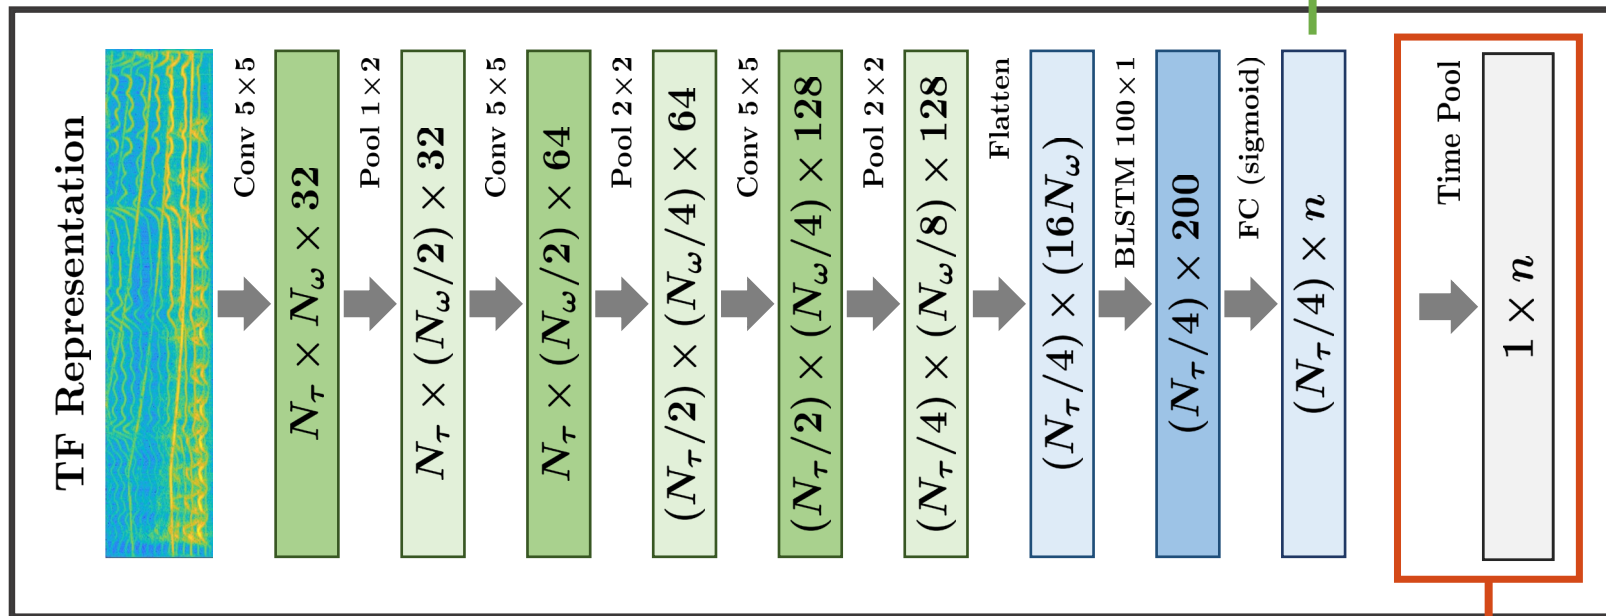 TF Representation
Conv 5×5
N_τ × N_ω × 32
Pool 1×2
N_τ × (N_ω/2) × 32
Conv 5×5
N_τ × (N_ω/2) × 64
Pool 2×2
(N_τ/2) × (N_ω/4) × 64
Conv 5×5
(N_τ/2) × (N_ω/4) × 128
Pool 2×2
(N_τ/4) × (N_ω/8) × 128
Flatten
(N_τ/4) × (16N_ω)
BLSTM 100×1
(N_τ/4) × 200
FC (sigmoid)
(N_τ/4) × n
Time Pool
1 × n